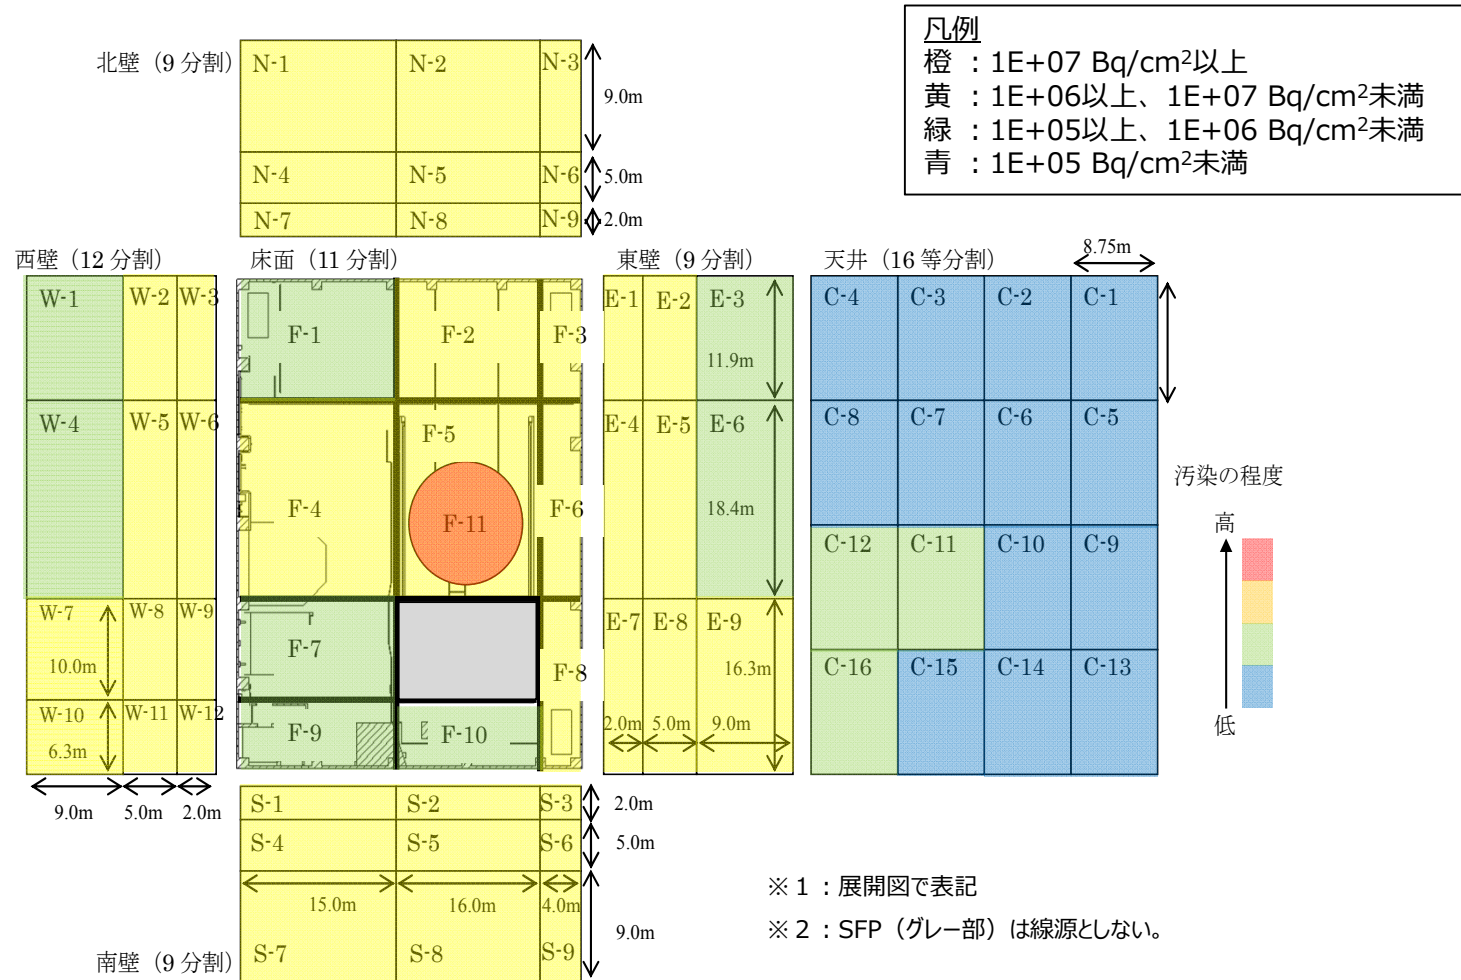 凡例
橙 ：1E+07 Bq/cm²以上
黄 ：1E+06以上、1E+07 Bq/cm²未満
緑 ：1E+05以上、1E+06 Bq/cm²未満
青 ：1E+05 Bq/cm²未満
北壁（9 分割）
N-1 N-2 N-3
9.0m
N-4 N-5 N-6
5.0m
N-7 N-8 N-9
2.0m
西壁（12 分割）
W-1 W-2 W-3
W-4 W-5 W-6
W-7 W-8 W-9
10.0m
W-10 W-11 W-12
6.3m
9.0m 5.0m 2.0m
床面（11 分割）
F-1 F-2 F-3
F-5
F-4 F-11 F-6
F-7 F-8
F-9 F-10
東壁（9 分割）
E-1 E-2 E-3
11.9m
E-4 E-5 E-6
18.4m
E-7 E-8 E-9
16.3m
2.0m 5.0m 9.0m
天井（16 等分割）
8.75m
C-4 C-3 C-2 C-1
C-8 C-7 C-6 C-5
C-12 C-11 C-10 C-9
C-16 C-15 C-14 C-13
汚染の程度
高
低
S-1 S-2 S-3
2.0m
S-4 S-5 S-6
5.0m
15.0m 16.0m 4.0m
9.0m
S-7 S-8 S-9
南壁（9 分割）
※１：展開図で表記
※２：SFP（グレー部）は線源としない。